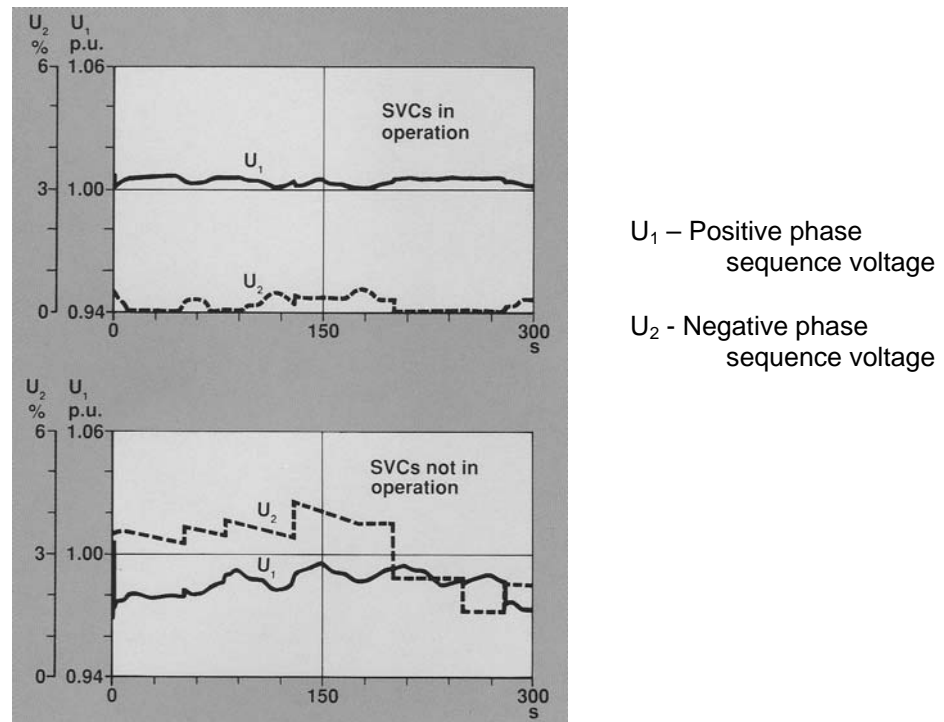 U₂ U₁
% p.u.
6 1.06
SVCs in
operation
U₁
3 1.00
U₂
0 0.94
0 150 300
s
U₁ – Positive phase
sequence voltage
U₂ - Negative phase
sequence voltage
U₂ U₁
% p.u.
6 1.06
SVCs not in
operation
U₂
3 1.00
U₁
0 0.94
0 150 300
s